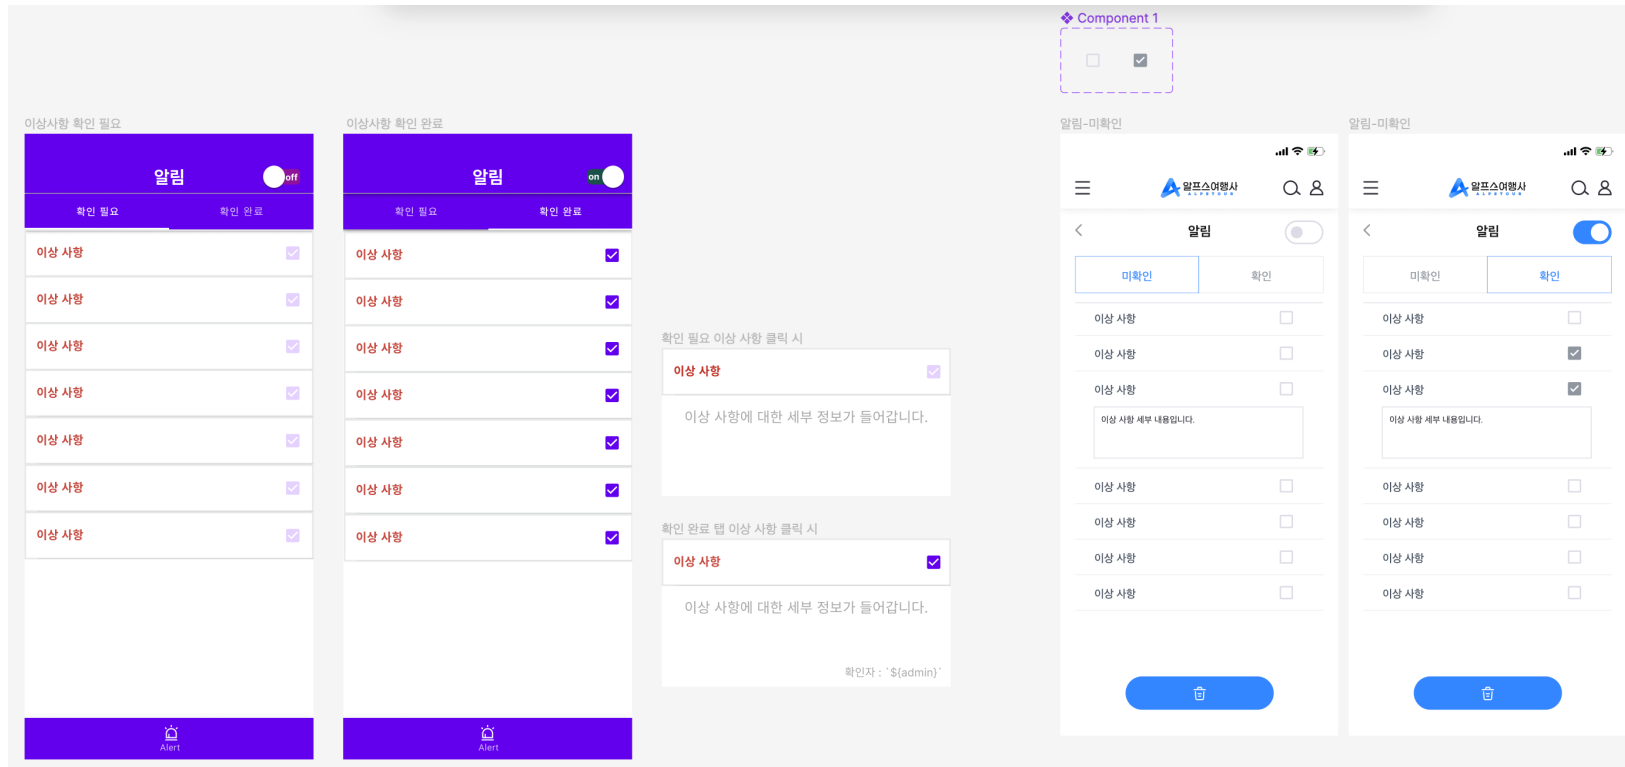 Component 1
이상사항 확인 필요
알림
off
확인 필요
확인 완료
이상 사항
이상 사항
이상 사항
이상 사항
이상 사항
이상 사항
이상 사항
Alert
이상사항 확인 완료
알림
on
확인 필요
확인 완료
이상 사항
이상 사항
이상 사항
이상 사항
이상 사항
이상 사항
이상 사항
Alert
확인 필요 이상 사항 클릭 시
이상 사항
이상 사항에 대한 세부 정보가 들어갑니다.
확인 완료 탭 이상 사항 클릭 시
이상 사항
이상 사항에 대한 세부 정보가 들어갑니다.
확인자 : `${admin}`
알림-미확인
알프스여행사
ALPSTOUR
알림
미확인
확인
이상 사항
이상 사항
이상 사항
이상 사항 세부 내용입니다.
이상 사항
이상 사항
이상 사항
이상 사항
알림-미확인
알프스여행사
ALPSTOUR
알림
미확인
확인
이상 사항
이상 사항
이상 사항
이상 사항 세부 내용입니다.
이상 사항
이상 사항
이상 사항
이상 사항